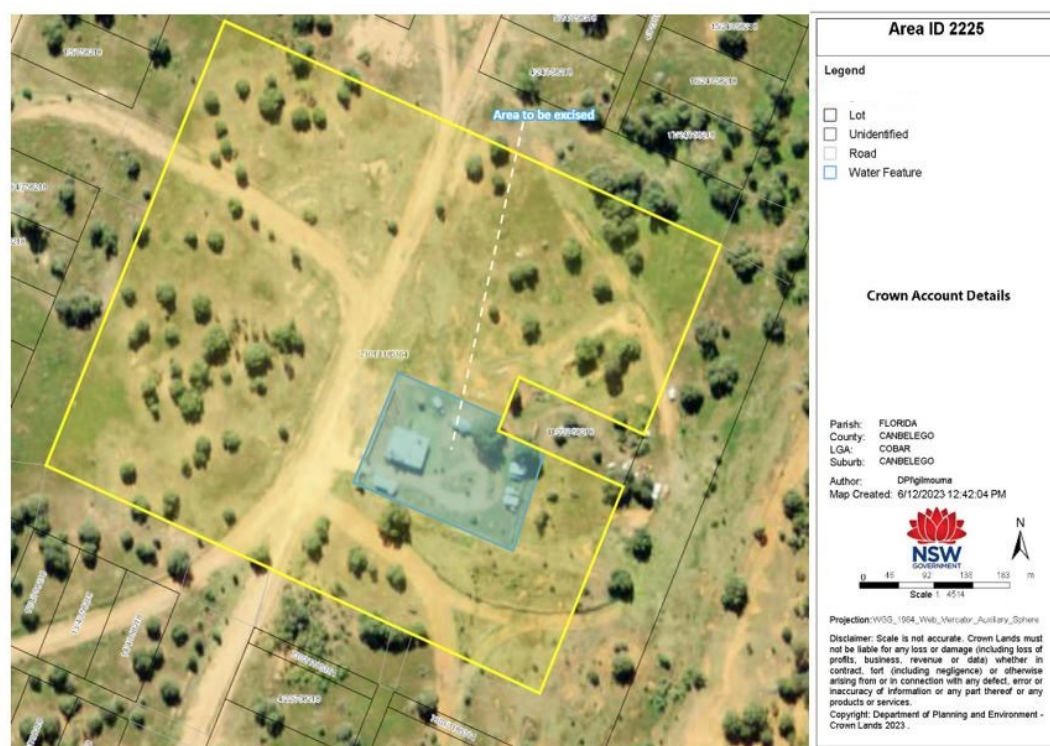 Area to be excised
Area ID 2225
Legend
Lot
Unidentified
Road
Water Feature
Crown Account Details
Parish: FLORIDA
County: CANBELEGO
LGA: COBAR
Suburb: CANBELEGO
Author: DPI\gilmouma
Map Created: 6/12/2023 12:42:04 PM
NSW
GOVERNMENT
N
0 46 92 138 183 m
Scale 1: 4514
Projection: WGS_1984_Web_Mercator_Auxiliary_Sphere
Disclaimer: Scale is not accurate. Crown Lands must
not be liable for any loss or damage (including loss of
profits, business, revenue or data) whether in
contract, tort (including negligence) or otherwise
arising from or in connection with any defect, error or
inaccuracy of information or any part thereof or any
products or services.
Copyright: Department of Planning and Environment -
Crown Lands 2023 .